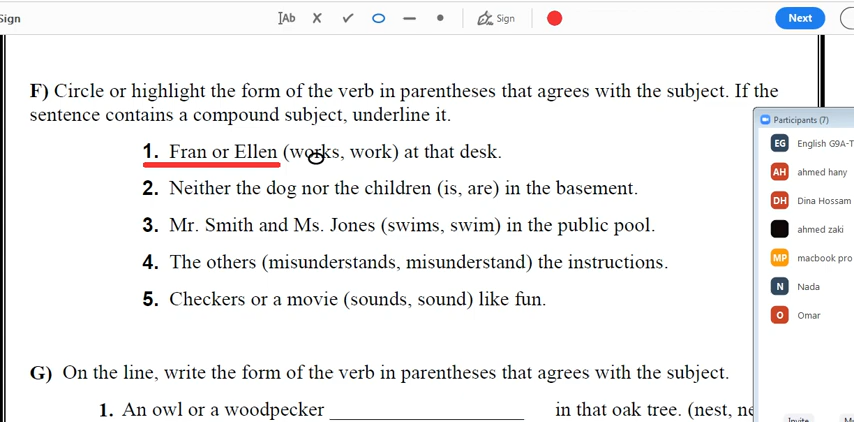 Sign
IAb
Sign
Next
F) Circle or highlight the form of the verb in parentheses that agrees with the subject. If the
sentence contains a compound subject, underline it.
Participants (7)
EG English G9A-T
1. Fran or Ellen (works, work) at that desk.
AH ahmed hany
2. Neither the dog nor the children (is, are) in the basement.
DH Dina Hossam
3. Mr. Smith and Ms. Jones (swims, swim) in the public pool.
ahmed zaki
4. The others (misunderstands, misunderstand) the instructions.
MP macbook pro
N Nada
5. Checkers or a movie (sounds, sound) like fun.
O Omar
G) On the line, write the form of the verb in parentheses that agrees with the subject.
1. An owl or a woodpecker ____________________ in that oak tree. (nest, ne
Invite